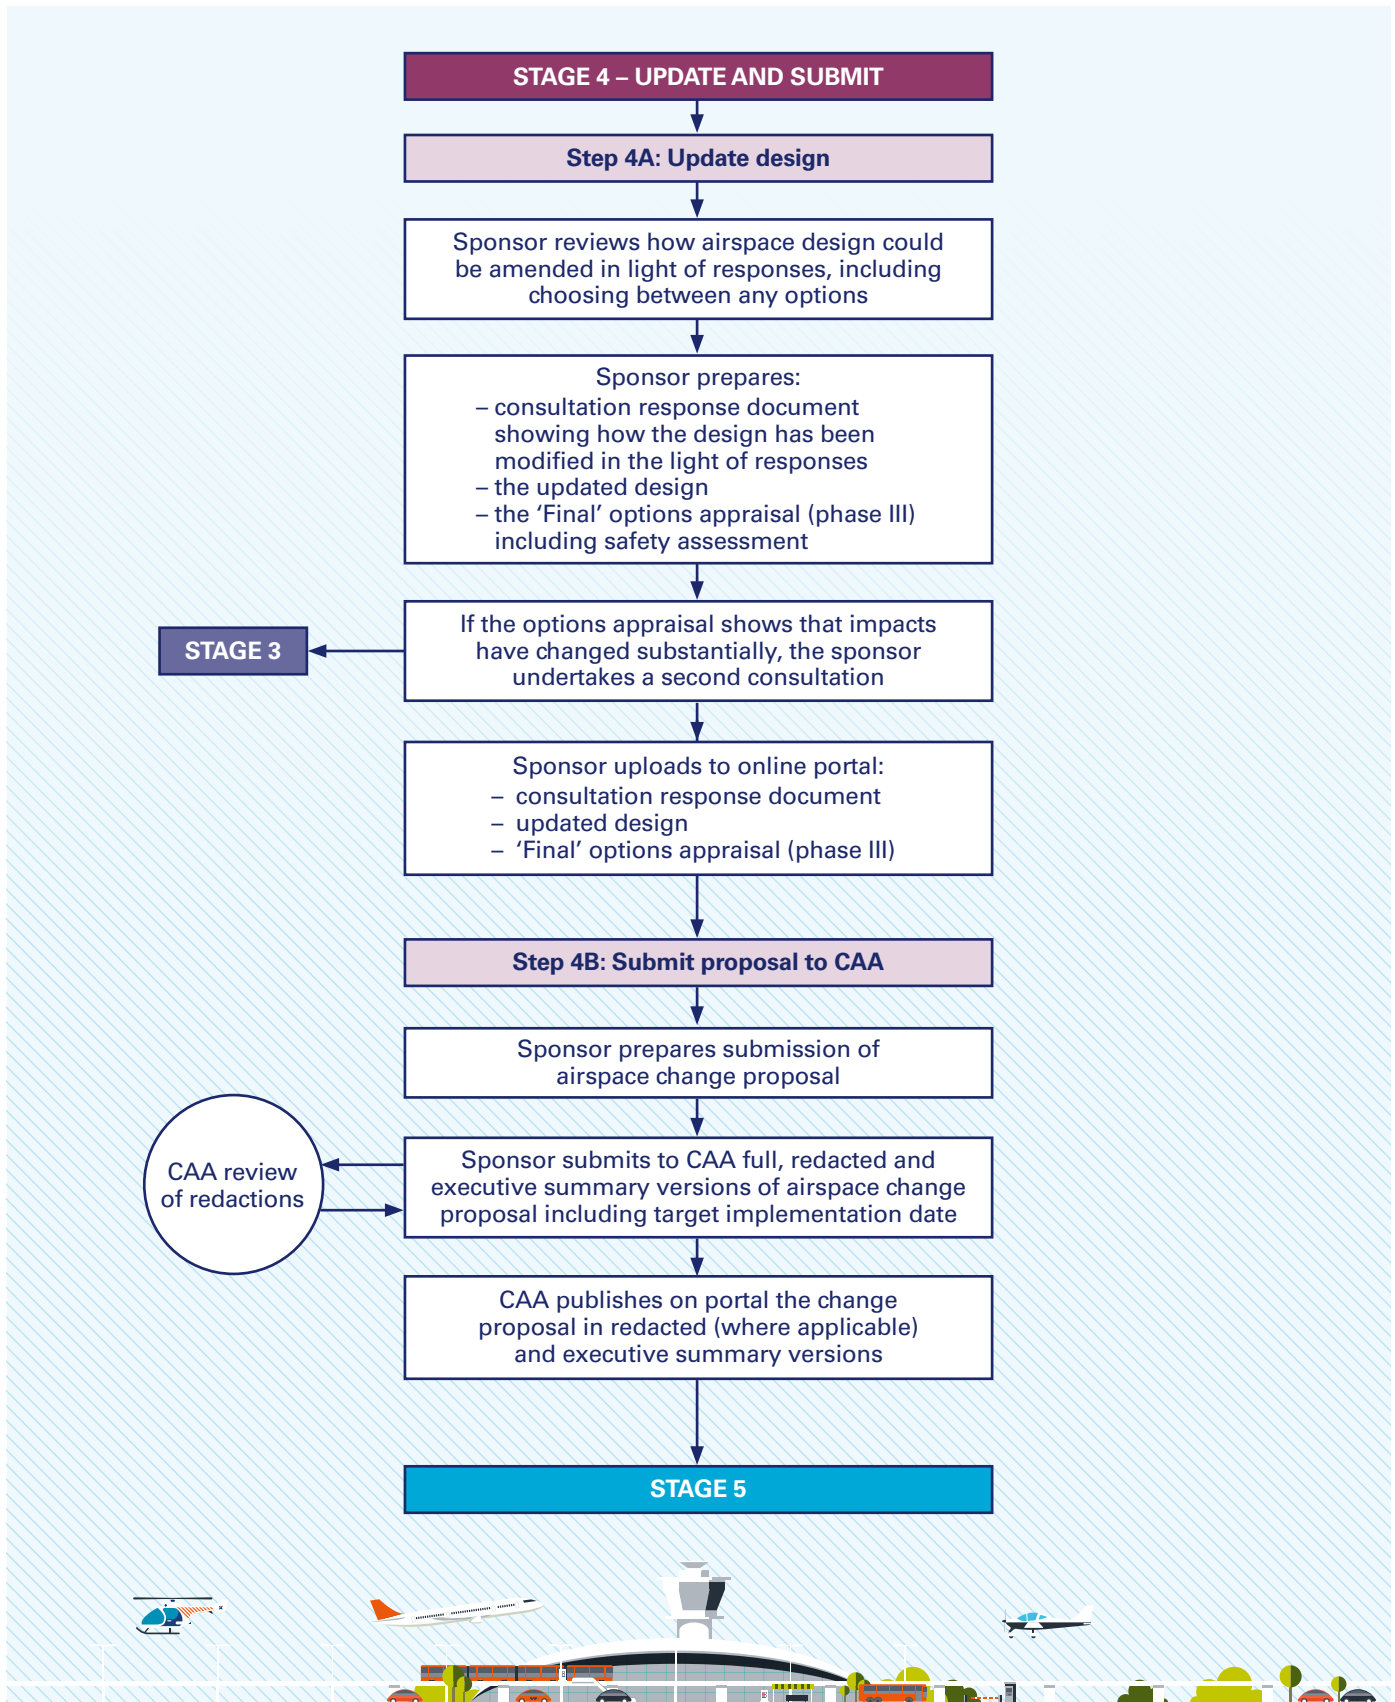 STAGE 4 – UPDATE AND SUBMIT
Step 4A: Update design
Sponsor reviews how airspace design could
be amended in light of responses, including
choosing between any options
Sponsor prepares:
– consultation response document
showing how the design has been
modified in the light of responses
– the updated design
– the ‘Final’ options appraisal (phase III)
including safety assessment
If the options appraisal shows that impacts
have changed substantially, the sponsor
undertakes a second consultation
STAGE 3
Sponsor uploads to online portal:
– consultation response document
– updated design
– ‘Final’ options appraisal (phase III)
Step 4B: Submit proposal to CAA
Sponsor prepares submission of
airspace change proposal
Sponsor submits to CAA full, redacted and
executive summary versions of airspace change
proposal including target implementation date
CAA review
of redactions
CAA publishes on portal the change
proposal in redacted (where applicable)
and executive summary versions
STAGE 5